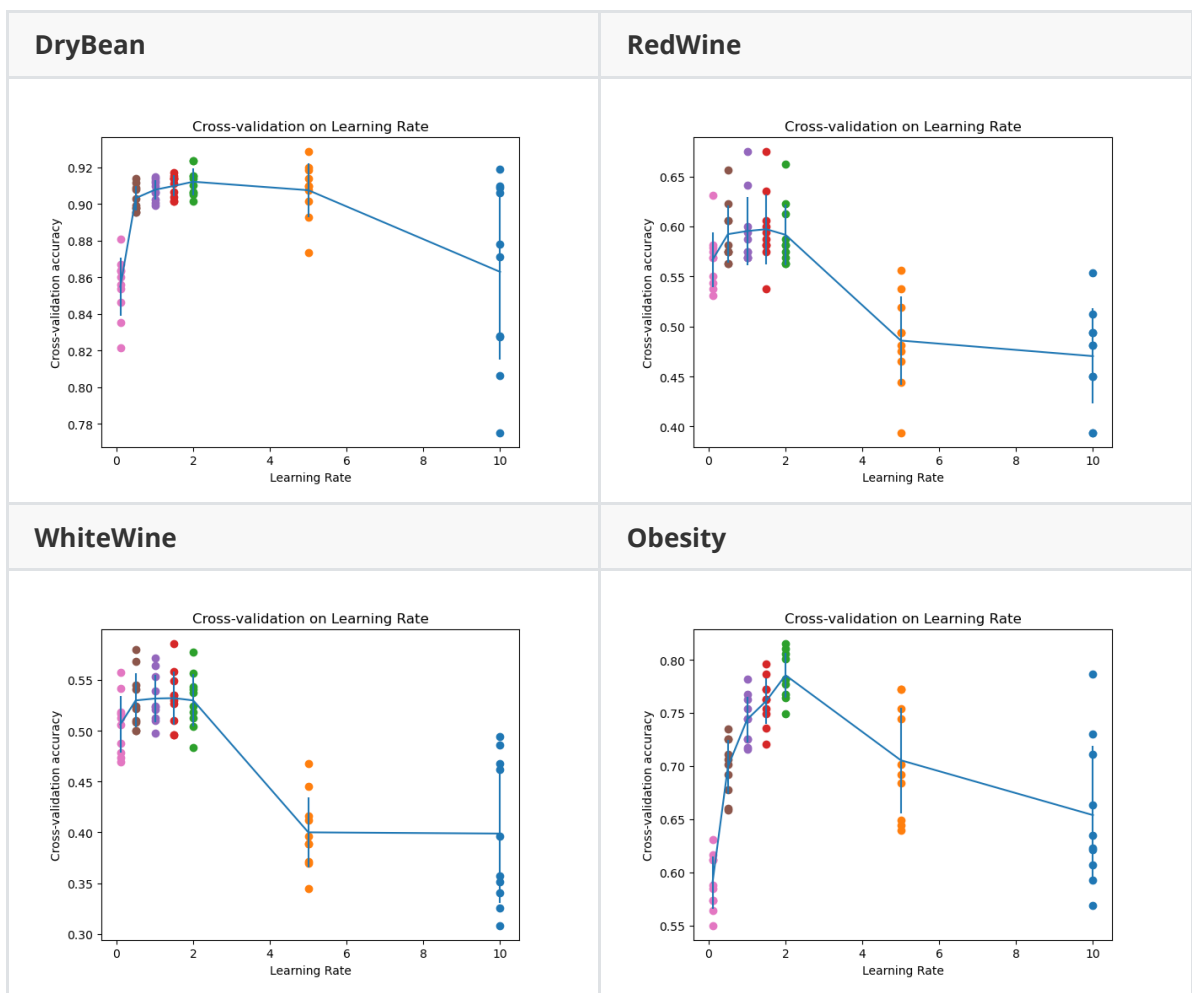 DryBean
RedWine
Cross-validation on Learning Rate
Cross-validation accuracy
0.92
0.90
0.88
0.86
0.84
0.82
0.80
0.78
0 2 4 6 8 10
Learning Rate
Cross-validation on Learning Rate
Cross-validation accuracy
0.65
0.60
0.55
0.50
0.45
0.40
0 2 4 6 8 10
Learning Rate
WhiteWine
Obesity
Cross-validation on Learning Rate
Cross-validation accuracy
0.55
0.50
0.45
0.40
0.35
0.30
0 2 4 6 8 10
Learning Rate
Cross-validation on Learning Rate
Cross-validation accuracy
0.80
0.75
0.70
0.65
0.60
0.55
0 2 4 6 8 10
Learning Rate